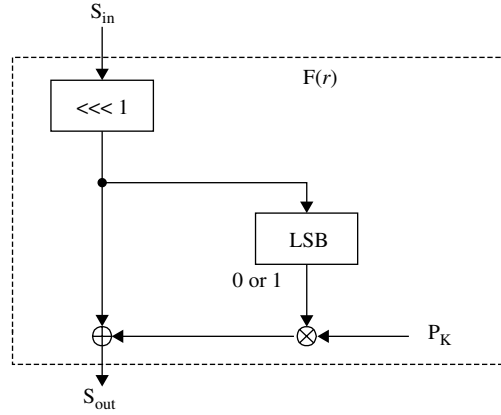 S_in
F(r)
<<< 1
LSB
0 or 1
P_K
S_out